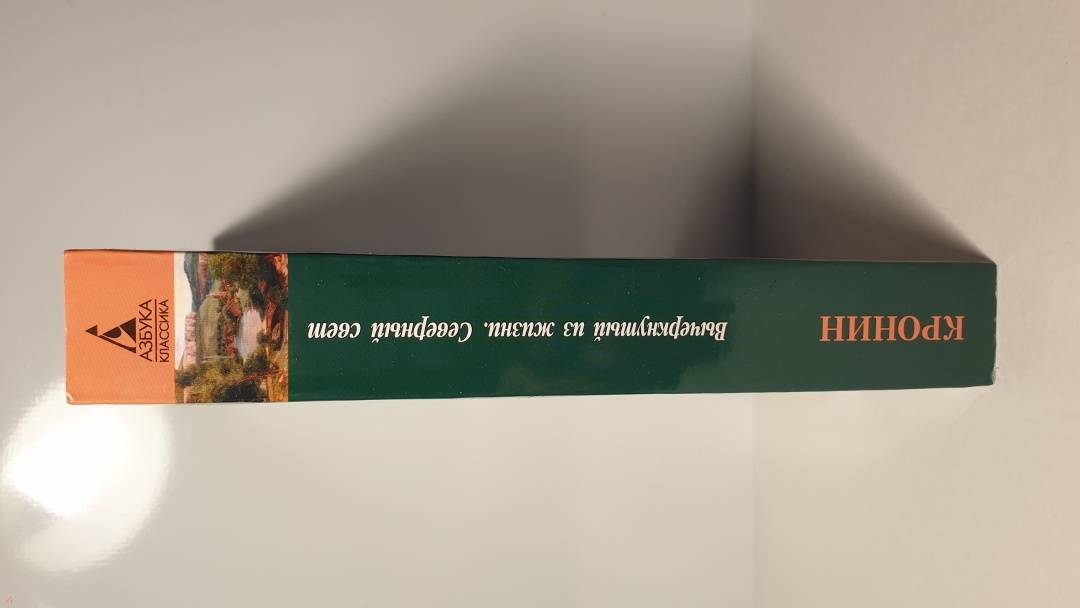 КРОНИН
Вычеркнутый из жизни. Северный свет
АЗБУКА
КЛАССИКА